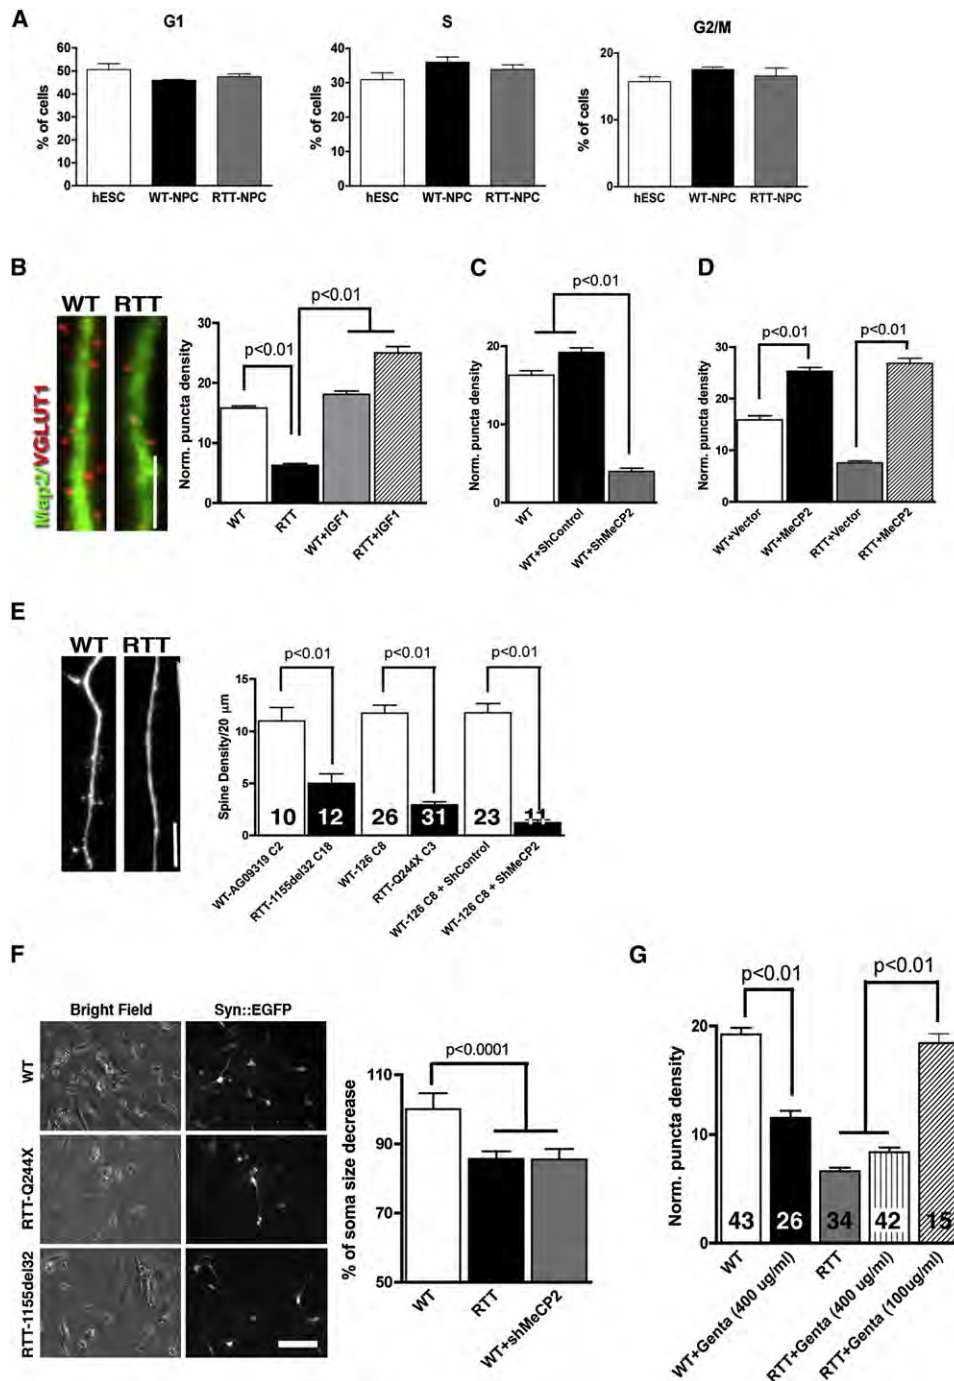 A
G1
S
G2/M
% of cells
60
50
40
30
20
10
0
hESC
WT-NPC
RTT-NPC
% of cells
40
30
20
10
0
hESC
WT-NPC
RTT-NPC
% of cells
20
10
0
hESC
WT-NPC
RTT-NPC
B
WT RTT
Map2/VGLUT1
Norm. puncta density
30
20
10
0
p<0.01
p<0.01
WT
RTT
WT+IGF1
RTT+IGF1
C
Norm. puncta density
20
10
0
p<0.01
WT
WT+ShControl
WT+ShMeCP2
D
Norm. puncta density
30
20
10
0
p<0.01
p<0.01
WT+Vector
WT+MeCP2
RTT+Vector
RTT+MeCP2
E
WT RTT
Spine Density/20 μm
15
10
5
0
p<0.01
p<0.01
p<0.01
10
12
26
31
23
11
WT-AG09319 C2
RTT-1155del32 C18
WT-126 C8
RTT-Q244X C3
WT-126 C8 + ShControl
WT-126 C8 + ShMeCP2
F
Bright Field
Syn::EGFP
WT
RTT-Q244X
RTT-1155del32
% of soma size decrease
110
90
70
50
p<0.0001
WT
RTT
WT+shMeCP2
G
Norm. puncta density
20
10
0
p<0.01
p<0.01
43
26
34
42
15
WT
WT+Genta (400 ug/ml)
RTT
RTT+Genta (400 ug/ml)
RTT+Genta (100ug/ml)